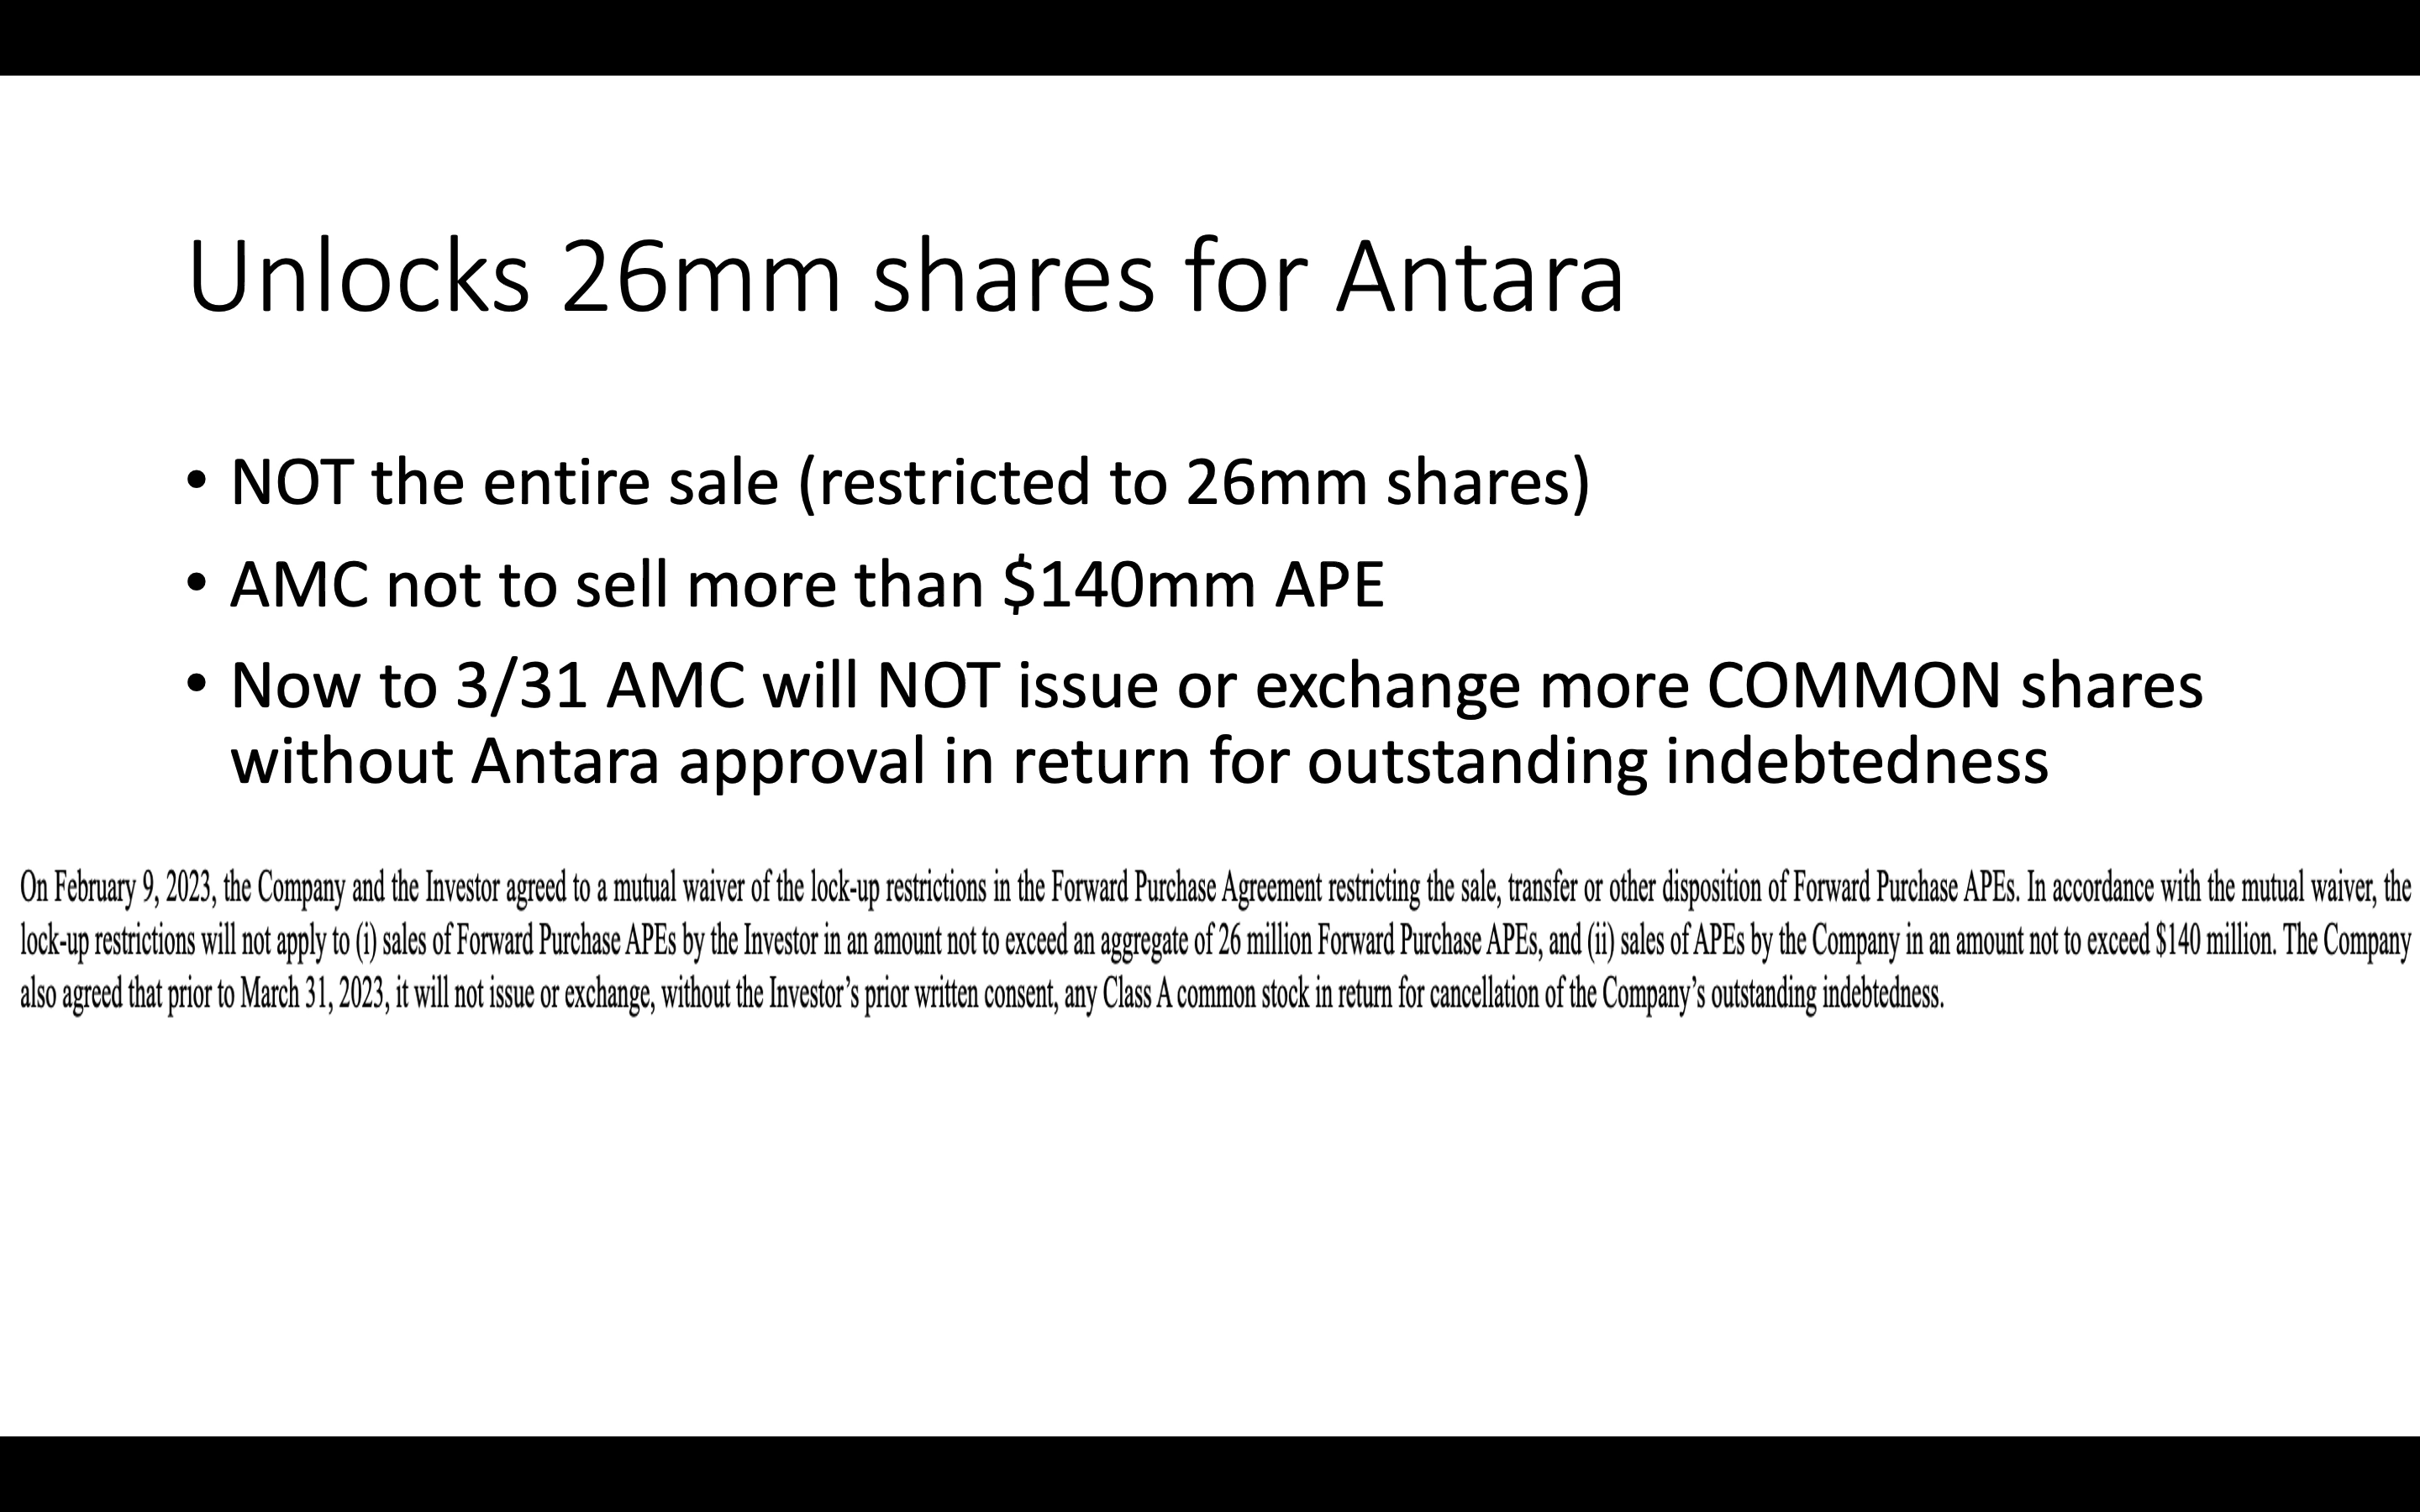 Unlocks 26mm shares for Antara
• NOT the entire sale (restricted to 26mm shares)
• AMC not to sell more than $140mm APE
• Now to 3/31 AMC will NOT issue or exchange more COMMON shares
without Antara approval in return for outstanding indebtedness
On February 9, 2023, the Company and the Investor agreed to a mutual waiver of the lock-up restrictions in the Forward Purchase Agreement restricting the sale, transfer or other disposition of Forward Purchase APEs. In accordance with the mutual waiver, the
lock-up restrictions will not apply to (i) sales of Forward Purchase APEs by the Investor in an amount not to exceed an aggregate of 26 million Forward Purchase APEs, and (ii) sales of APEs by the Company in an amount not to exceed $140 million. The Company
also agreed that prior to March 31, 2023, it will not issue or exchange, without the Investor’s prior written consent, any Class A common stock in return for cancellation of the Company’s outstanding indebtedness.